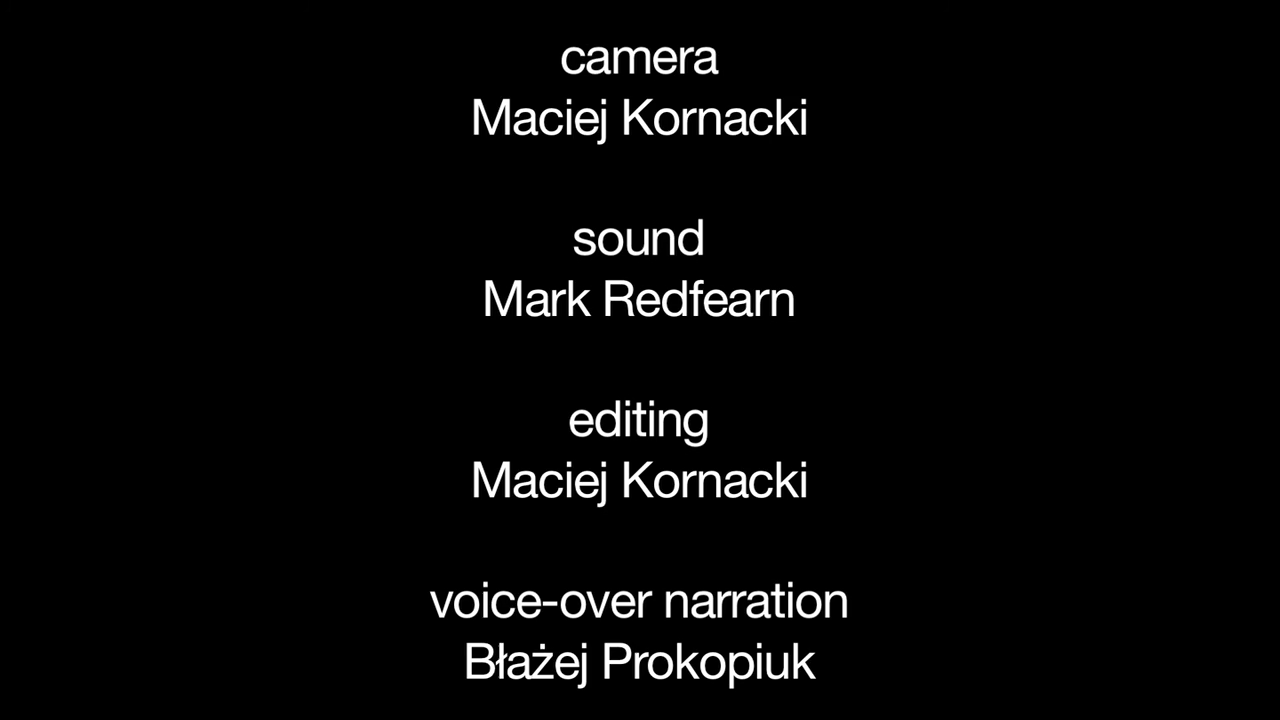 camera
Maciej Kornacki
sound
Mark Redfearn
editing
Maciej Kornacki
voice-over narration
Błażej Prokopiuk